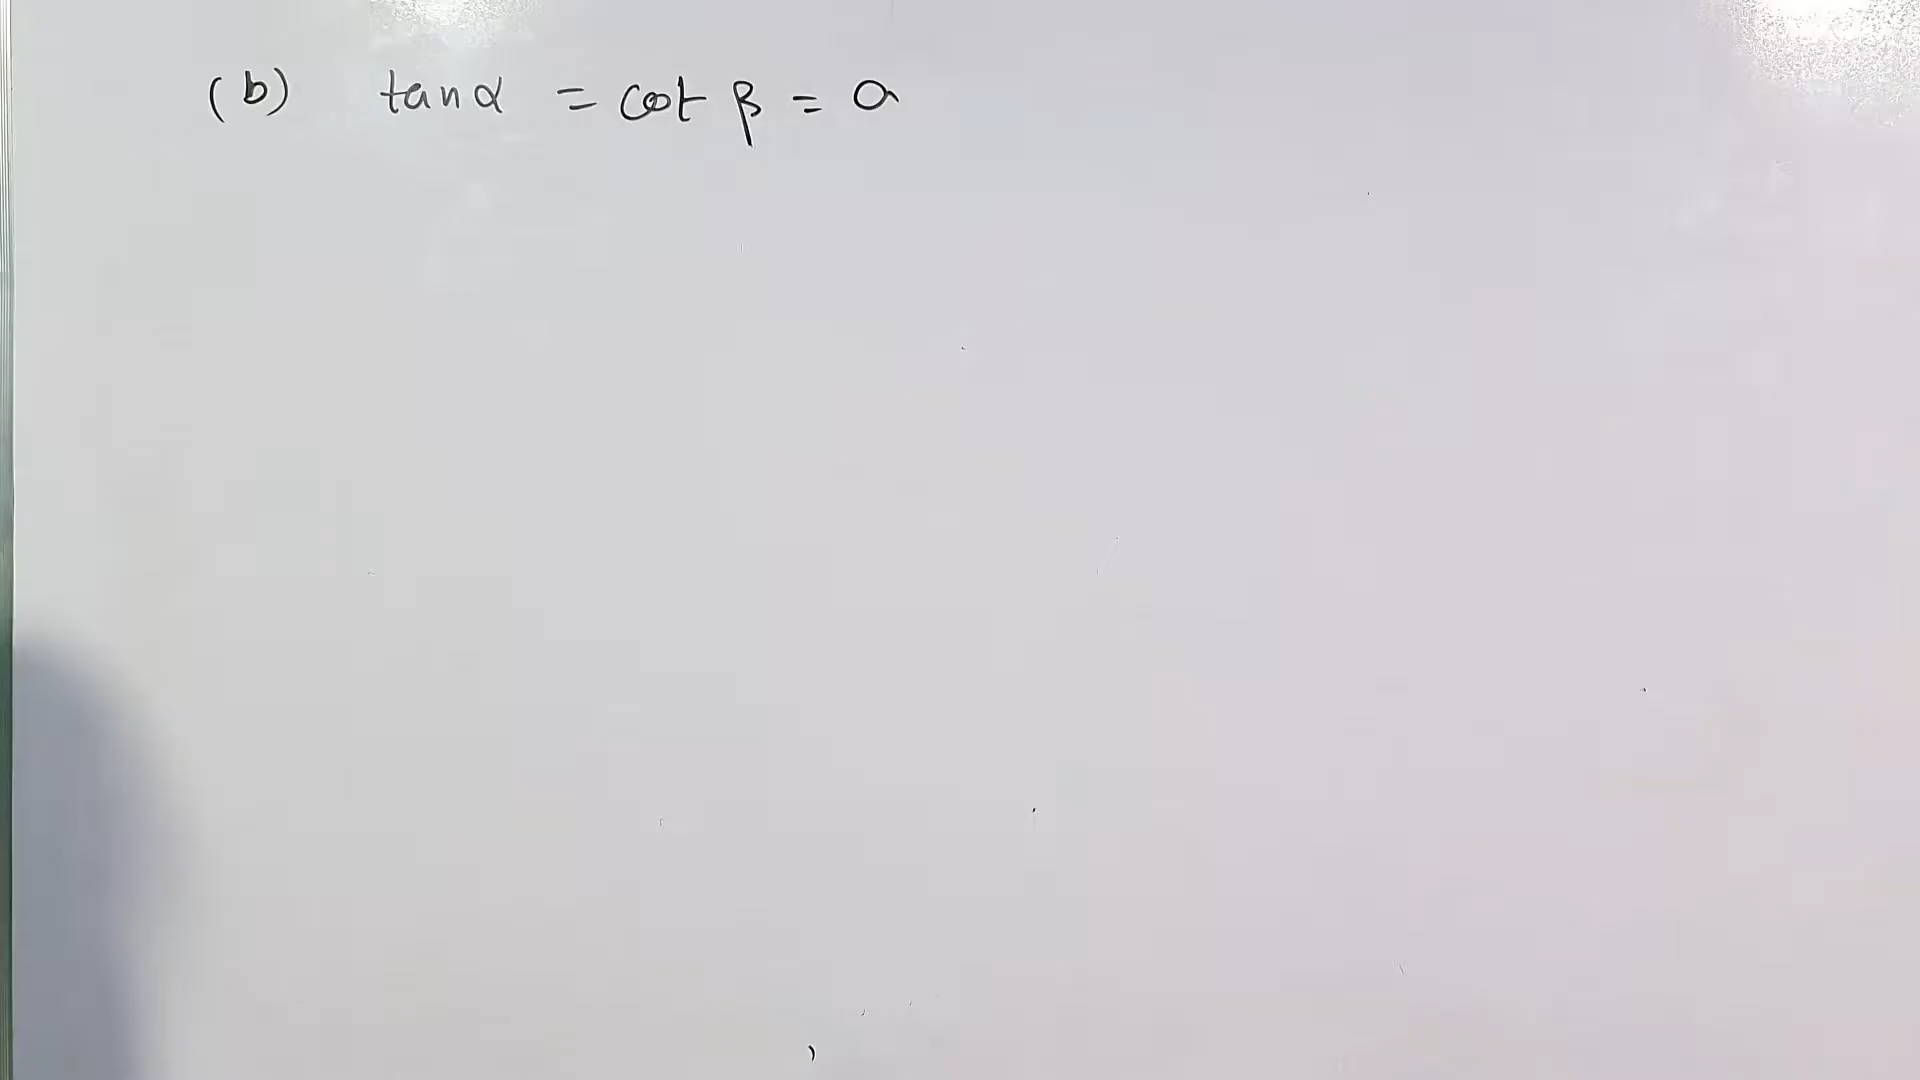 (b) tanα = cot β = a